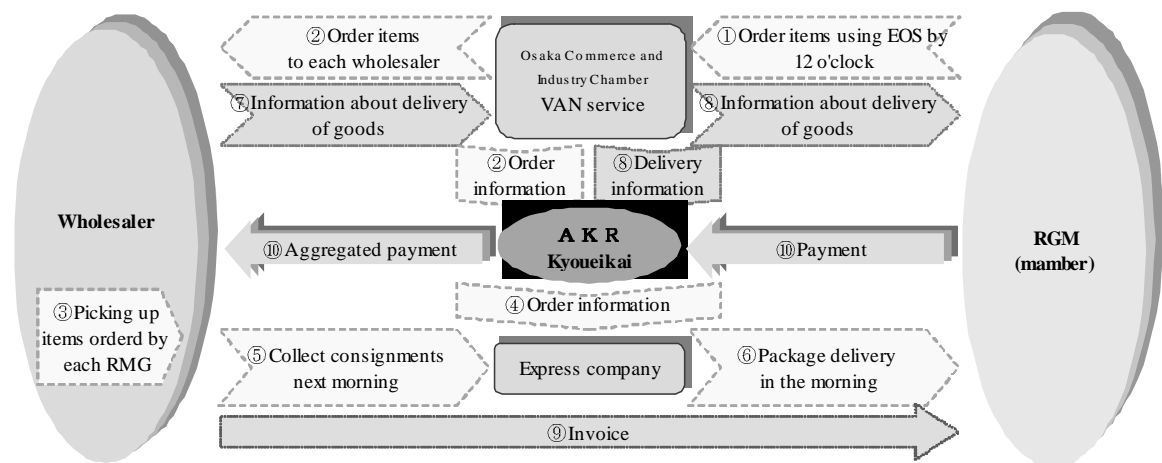 ②Order items
to each wholesaler
Osaka Commerce and
Industry Chamber
VAN service
①Order items using EOS by
12 o'clock
⑦Information about delivery
of goods
⑧Information about delivery
of goods
②Order
information
⑧Delivery
information
Wholesaler
ＡＫＲ
Kyoueikai
⑩Aggregated payment
⑩Payment
RGM
(mamber)
③Picking up
items orderd by
each RMG
④Order information
⑤Collect consignments
next morning
Express company
⑥Package delivery
in the morning
⑨Invoice